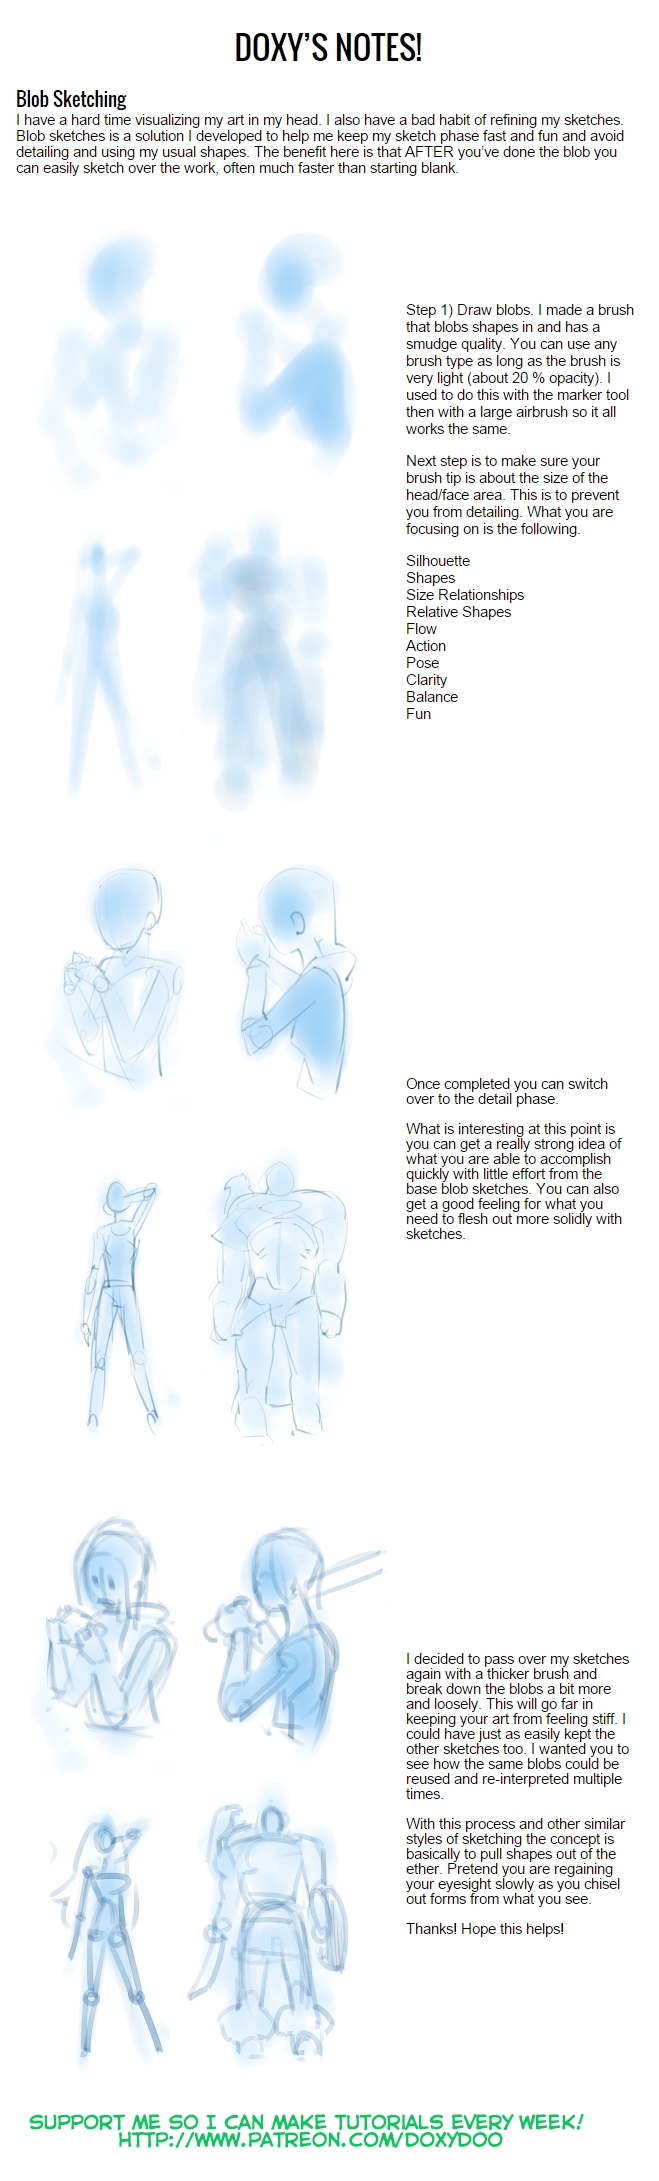 DOXY'S NOTES!
Blob Sketching
I have a hard time visualizing my art in my head. I also have a bad habit of refining my sketches.
Blob sketches is a solution I developed to help me keep my sketch phase fast and fun and avoid
detailing and using my usual shapes. The benefit here is that AFTER you've done the blob you
can easily sketch over the work, often much faster than starting blank.
Step 1) Draw blobs. I made a brush
that blobs shapes in and has a
smudge quality. You can use any
brush type as long as the brush is
very light (about 20 % opacity). I
used to do this with the marker tool
then with a large airbrush so it all
works the same.
Next step is to make sure your
brush tip is about the size of the
head/face area. This is to prevent
you from detailing. What you are
focusing on is the following.
Silhouette
Shapes
Size Relationships
Relative Shapes
Flow
Action
Pose
Clarity
Balance
Fun
Once completed you can switch
over to the detail phase.
What is interesting at this point is
you can get a really strong idea of
what you are able to accomplish
quickly with little effort from the
base blob sketches. You can also
get a good feeling for what you
need to flesh out more solidly with
sketches.
I decided to pass over my sketches
again with a thicker brush and
break down the blobs a bit more
and loosely. This will go far in
keeping your art from feeling stiff. I
could have just as easily kept the
other sketches too. I wanted you to
see how the same blobs could be
reused and re-interpreted multiple
times.
With this process and other similar
styles of sketching the concept is
basically to pull shapes out of the
ether. Pretend you are regaining
your eyesight slowly as you chisel
out forms from what you see.
Thanks! Hope this helps!
SUPPORT ME SO I CAN MAKE TUTORIALS EVERY WEEK!
HTTP://WWW.PATREON.COM/DOXYDOO